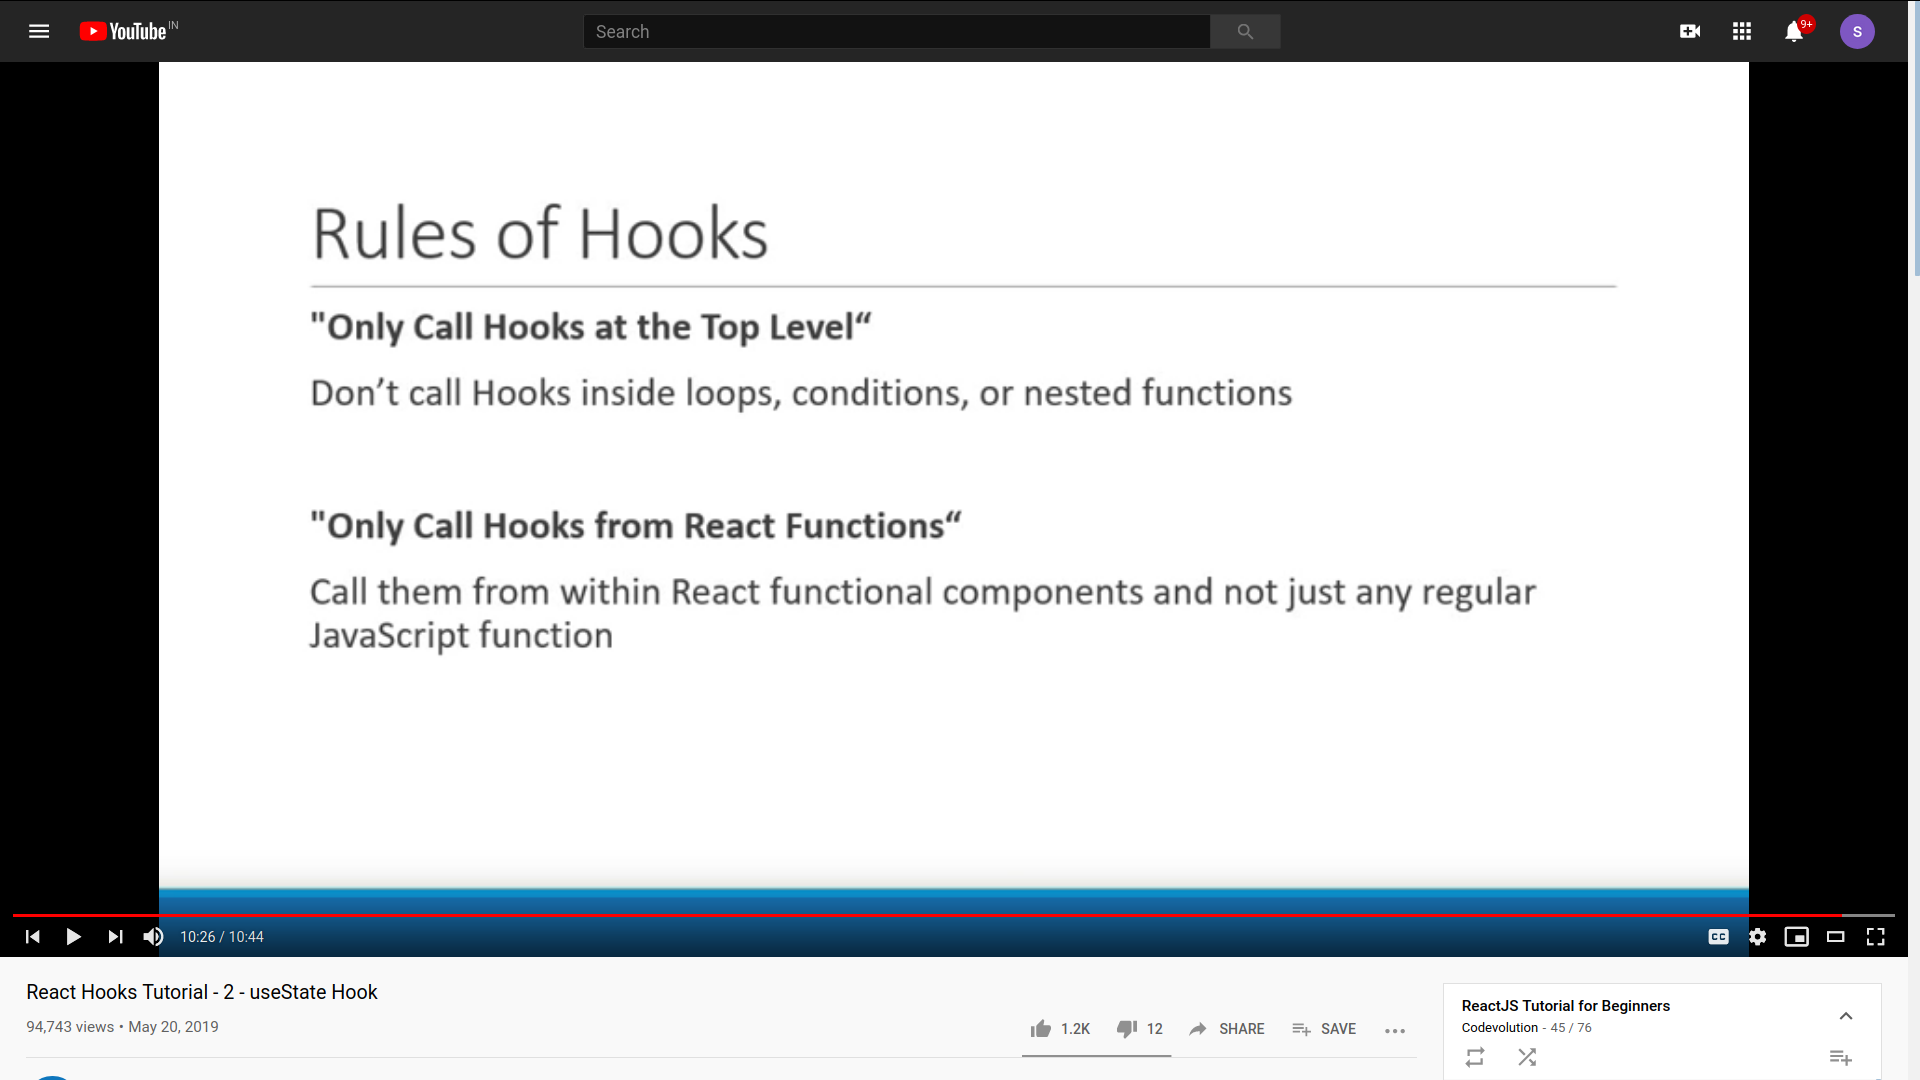 YouTube IN
Search
9+
S
Rules of Hooks
"Only Call Hooks at the Top Level“
Don’t call Hooks inside loops, conditions, or nested functions
"Only Call Hooks from React Functions“
Call them from within React functional components and not just any regular
JavaScript function
10:26 / 10:44
CC
React Hooks Tutorial - 2 - useState Hook
94,743 views • May 20, 2019
1.2K
12
SHARE
SAVE
ReactJS Tutorial for Beginners
Codevolution - 45 / 76